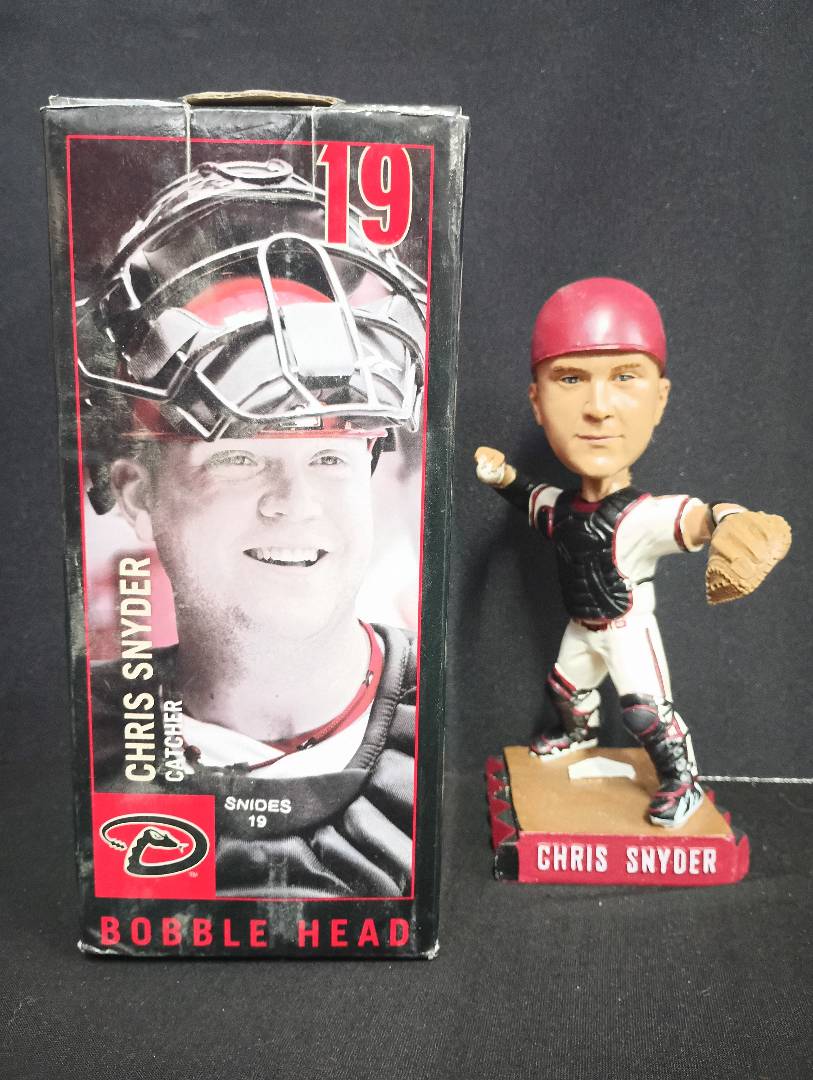 19
CHRIS SNYDER
CATCHER
SNIDES
19
BOBBLE HEAD
CHRIS SNYDER